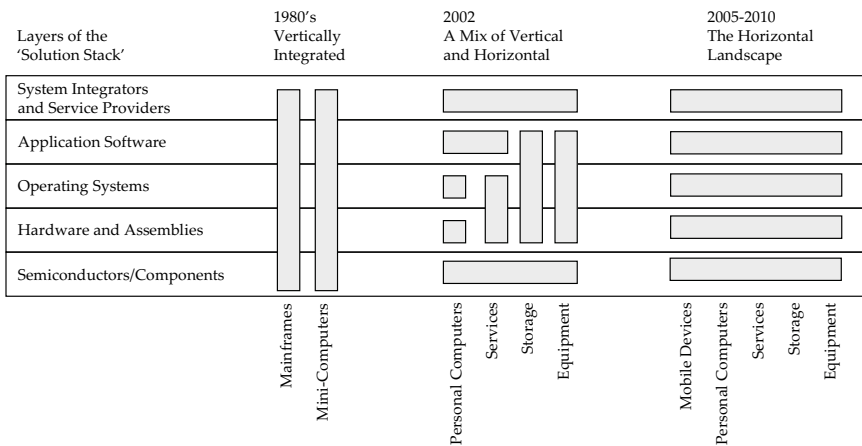 Layers of the
‘Solution Stack’
1980’s
Vertically
Integrated
2002
A Mix of Vertical
and Horizontal
2005-2010
The Horizontal
Landscape
System Integrators
and Service Providers
Application Software
Operating Systems
Hardware and Assemblies
Semiconductors/Components
Mainframes
Mini-Computers
Personal Computers
Services
Storage
Equipment
Mobile Devices
Personal Computers
Services
Storage
Equipment